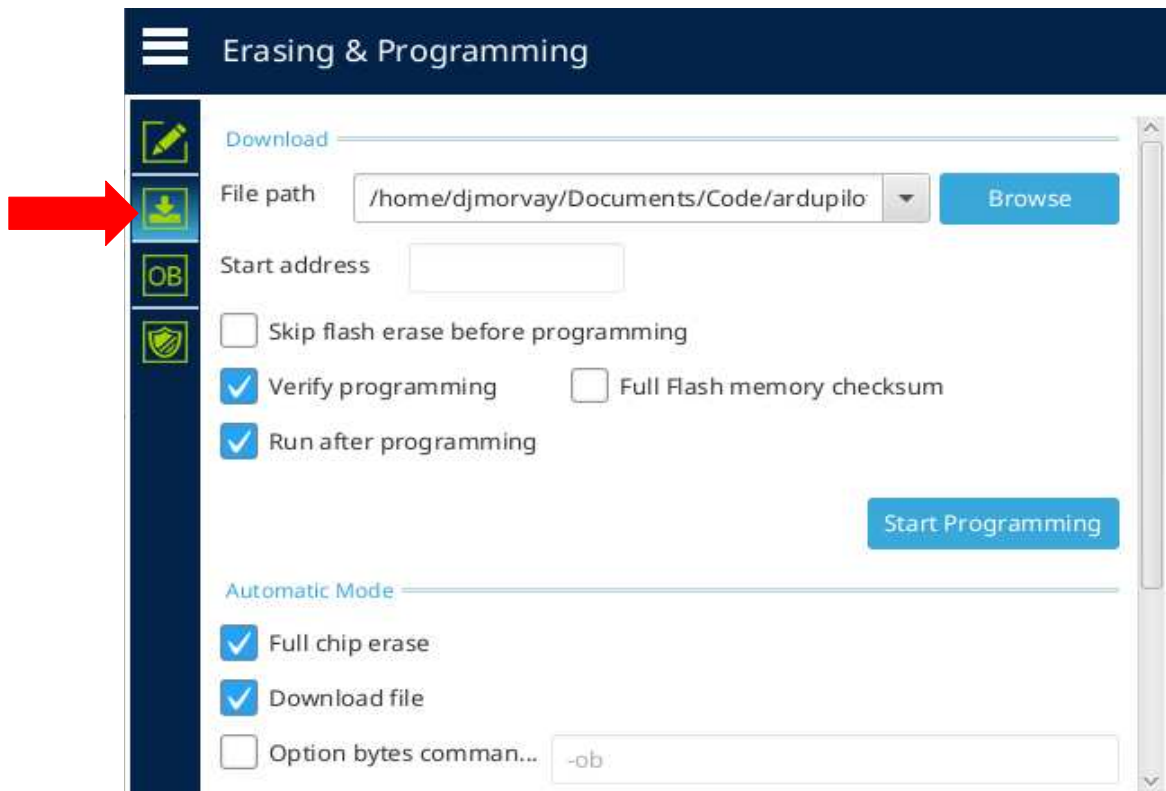 Erasing & Programming
Download
File path /home/djmorvay/Documents/Code/ardupilo Browse
Start address
Skip flash erase before programming
Verify programming Full Flash memory checksum
Run after programming
Start Programming
Automatic Mode
Full chip erase
Download file
OB
Option bytes comman... -ob